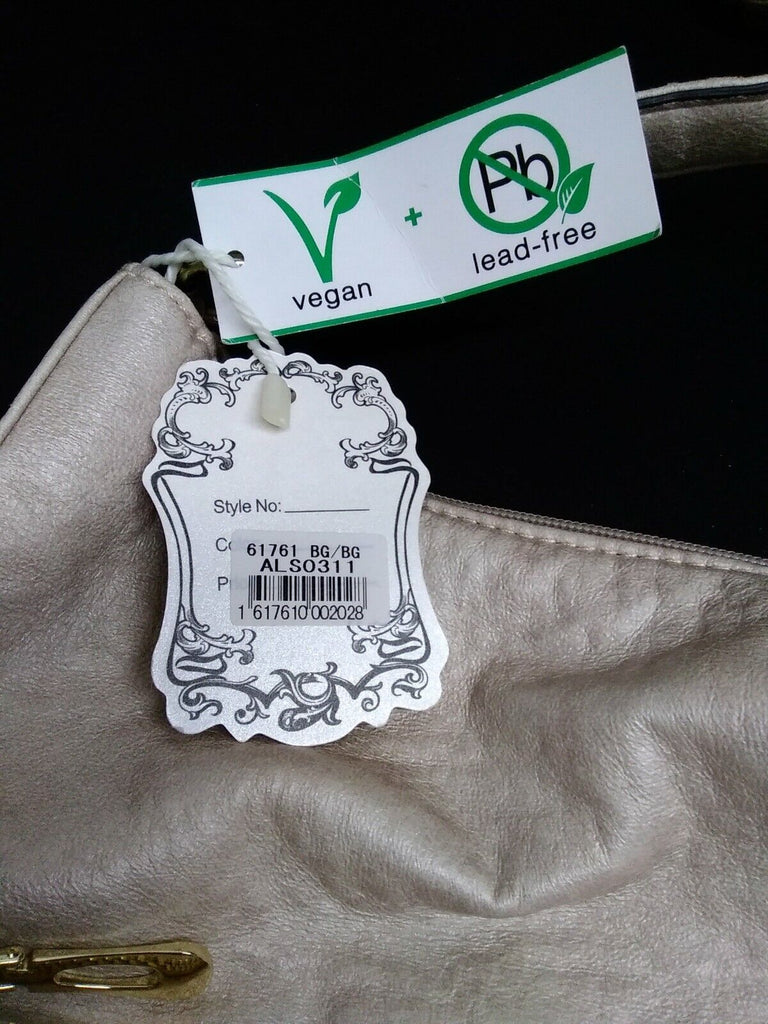 vegan
+
Pb
lead-free
Style No:
61761 BG/BG
ALS0311
1 617610 002028